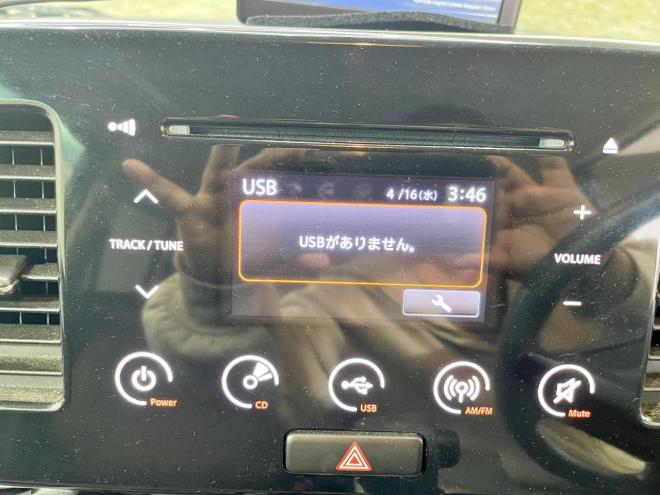 USB 4/16(水) 3:46
USBがありません。
TRACK/TUNE
VOLUME
Power
CD
USB
AM/FM
Mute